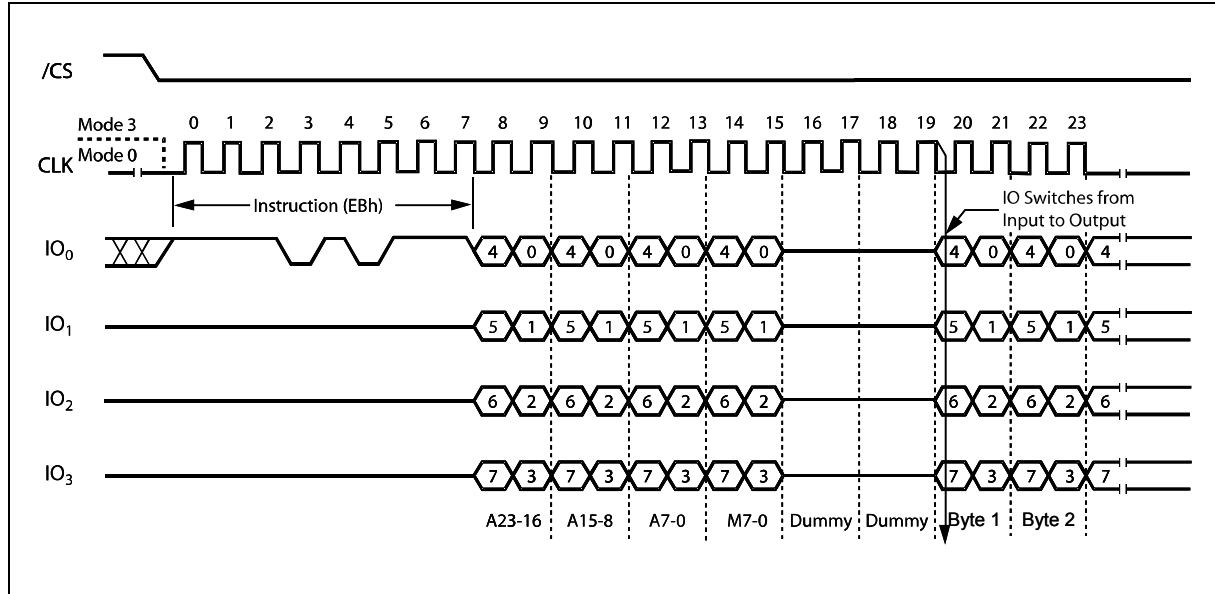 /CS
Mode 3
0 1 2 3 4 5 6 7 8 9 10 11 12 13 14 15 16 17 18 19 20 21 22 23
Mode 0
CLK
Instruction (EBh)
IO Switches from
Input to Output
IO0 4 0 4 0 4 0 4 0 4 0 4 0 4
IO1 5 1 5 1 5 1 5 1 5 1 5 1 5
IO2 6 2 6 2 6 2 6 2 6 2 6 2 6
IO3 7 3 7 3 7 3 7 3 7 3 7 3 7
A23-16 A15-8 A7-0 M7-0 Dummy Dummy Byte 1 Byte 2